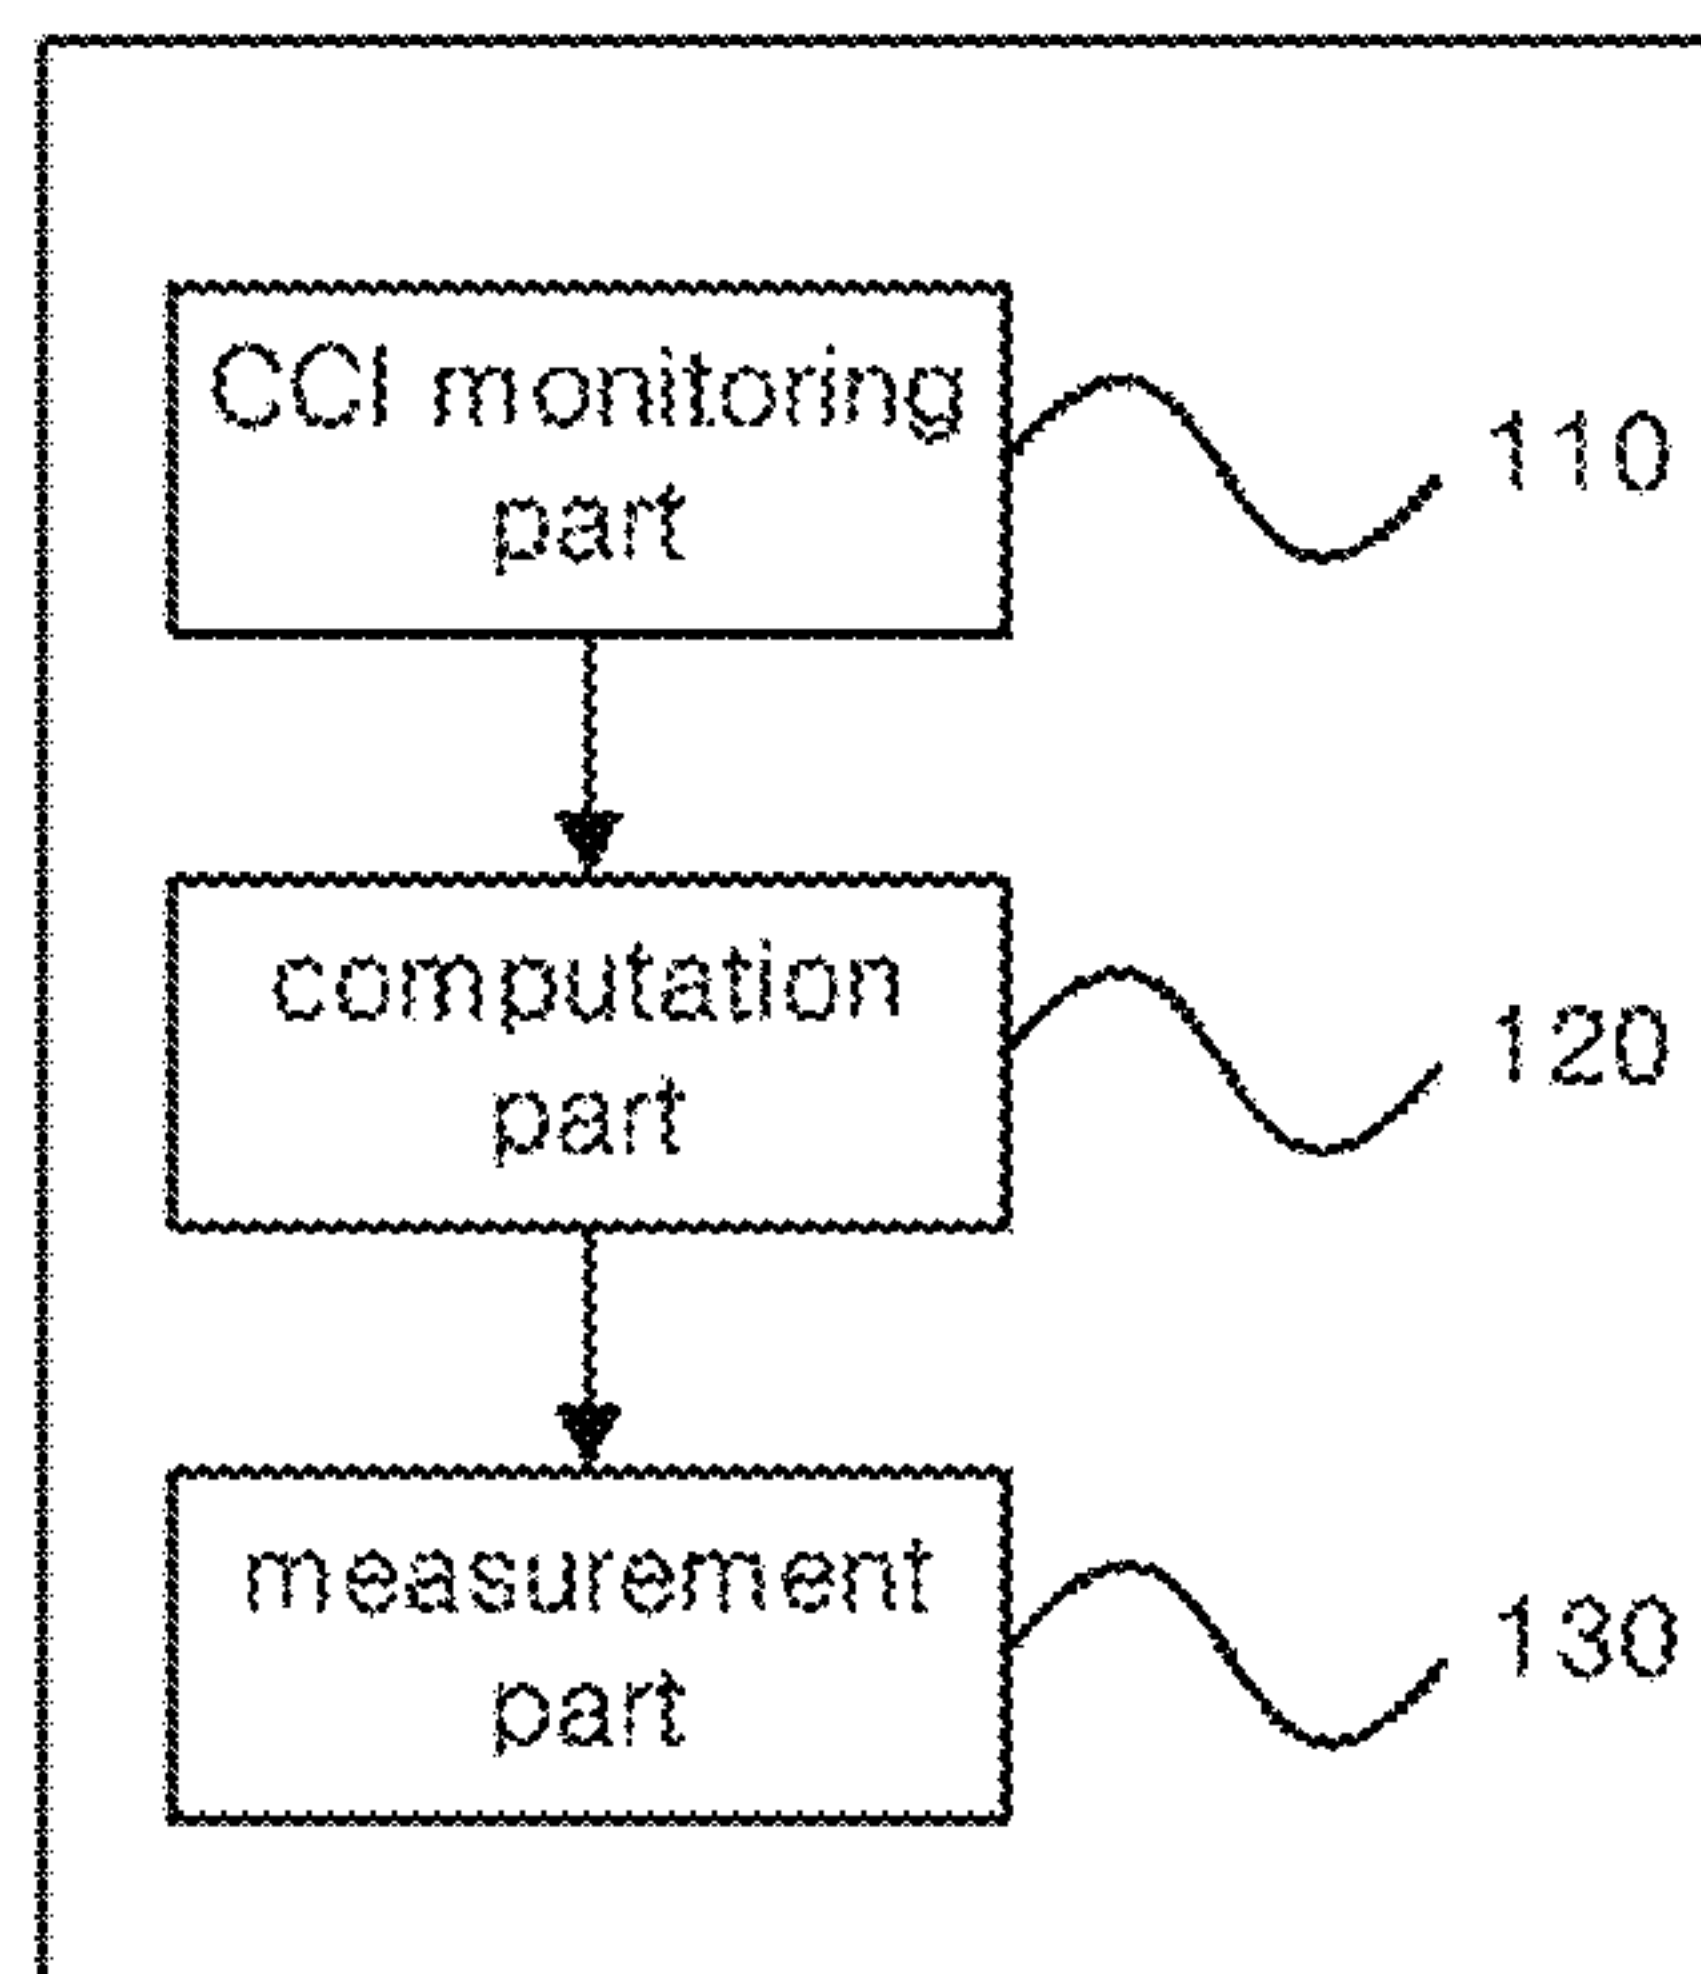 CCI monitoring
part
110
computation
part
120
measurement
part
130